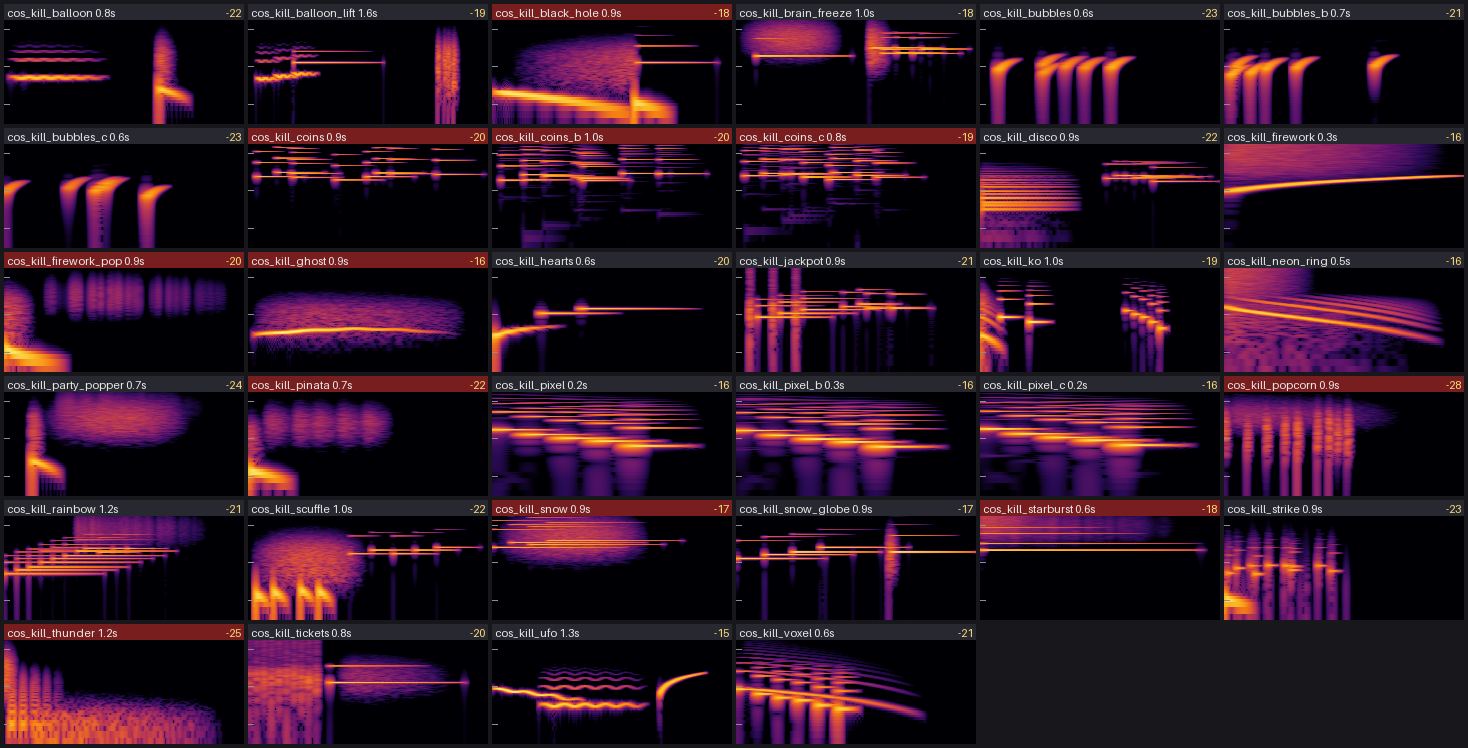 cos_kill_balloon 0.8s -22
cos_kill_balloon_lift 1.6s -19
cos_kill_black_hole 0.9s -18
cos_kill_brain_freeze 1.0s -18
cos_kill_bubbles 0.6s -23
cos_kill_bubbles_b 0.7s -21
cos_kill_bubbles_c 0.6s -23
cos_kill_coins 0.9s -20
cos_kill_coins_b 1.0s -20
cos_kill_coins_c 0.8s -19
cos_kill_disco 0.9s -22
cos_kill_firework 0.3s -16
cos_kill_firework_pop 0.9s -20
cos_kill_ghost 0.9s -16
cos_kill_hearts 0.6s -20
cos_kill_jackpot 0.9s -21
cos_kill_ko 1.0s -19
cos_kill_neon_ring 0.5s -16
cos_kill_party_popper 0.7s -24
cos_kill_pinata 0.7s -22
cos_kill_pixel 0.2s -16
cos_kill_pixel_b 0.3s -16
cos_kill_pixel_c 0.2s -16
cos_kill_popcorn 0.9s -28
cos_kill_rainbow 1.2s -21
cos_kill_scuffle 1.0s -22
cos_kill_snow 0.9s -17
cos_kill_snow_globe 0.9s -17
cos_kill_starburst 0.6s -18
cos_kill_strike 0.9s -23
cos_kill_thunder 1.2s -25
cos_kill_tickets 0.8s -20
cos_kill_ufo 1.3s -15
cos_kill_voxel 0.6s -21